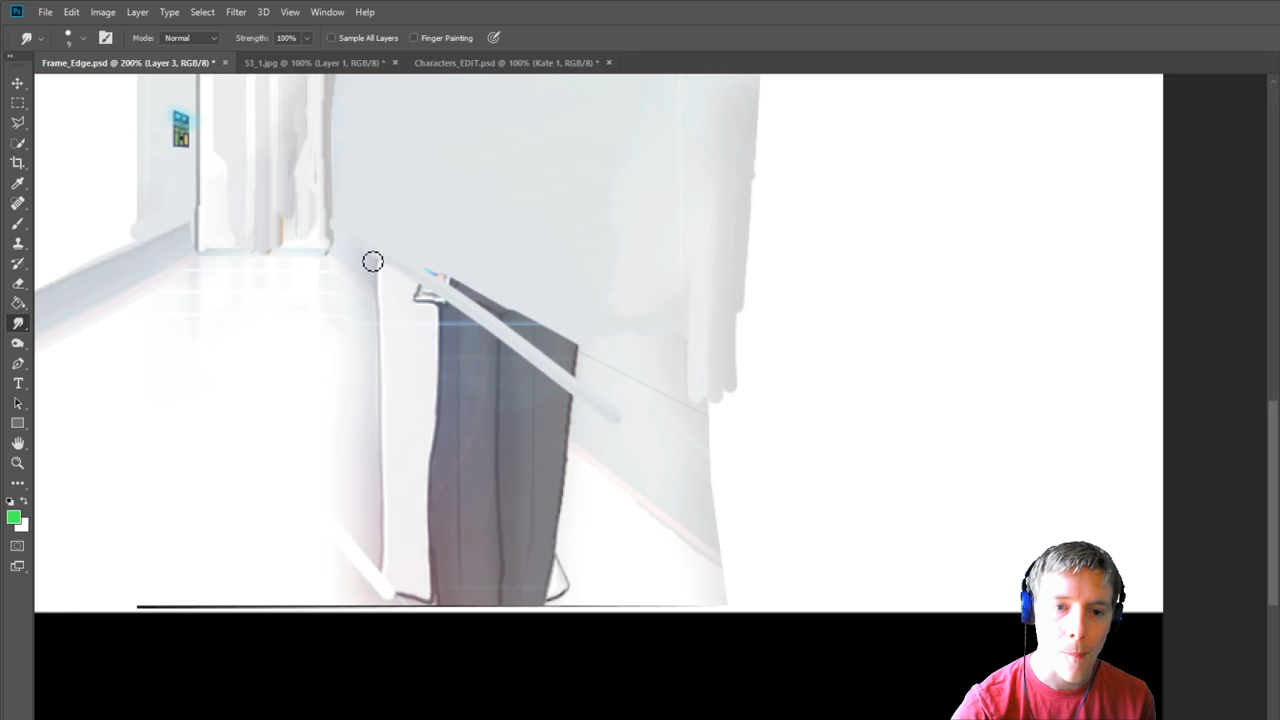 Ps File Edit Image Layer Type Select Filter 3D View Window Help
9 Mode: Normal Strength: 100% Sample All Layers Finger Painting
Frame_Edge.psd @ 200% (Layer 3, RGB/8) * × 53_1.jpg @ 100% (Layer 1, RGB/8) * × Characters_EDIT.psd @ 100% (Kate 1, RGB/8) * ×
T